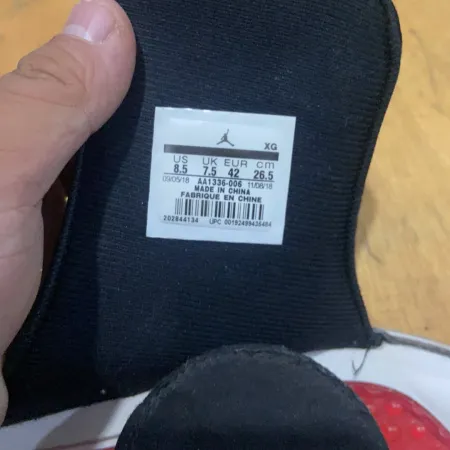 XG
US UK EUR cm
8.5 7.5 42 26.5
09/05/18 AA1336-006 11/08/18
MADE IN CHINA
FABRIQUE EN CHINE
202844134 UPC 00192499426484